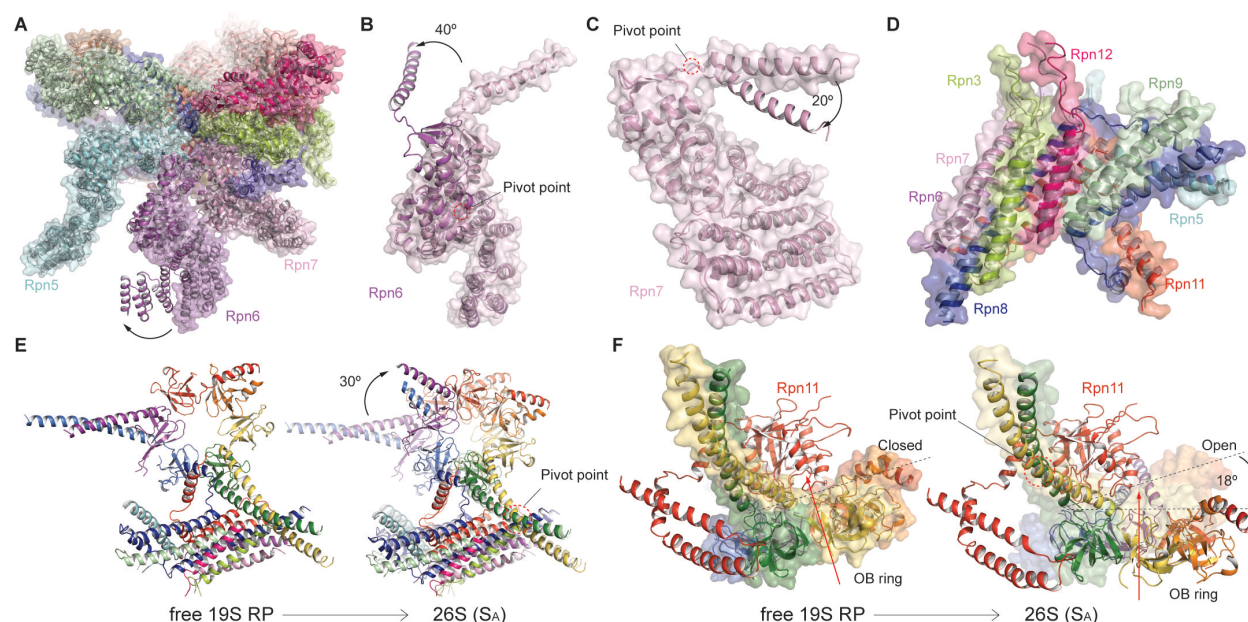 A
Rpn5
Rpn6
Rpn7
B
40º
Pivot point
Rpn6
C
Pivot point
20º
Rpn7
D
Rpn12
Rpn3
Rpn9
Rpn7
Rpn6
Rpn5
Rpn11
Rpn8
E
30º
Pivot point
free 19S RP
26S (SA)
F
Rpn11
Closed
OB ring
Rpn11
Pivot point
Open
18º
OB ring
free 19S RP
26S (SA)